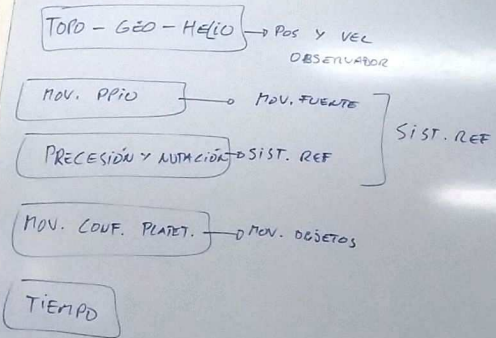 TOPO - GEO - HELIO → POS Y VEL
OBSERVADOR
MOV. PPIO → MOV. FUENTE
SIST. REF
PRECESIÓN Y NUTACIÓN → SIST. REF
MOV. CONF. PLATET. → MOV. OBJETOS
TIEMPO